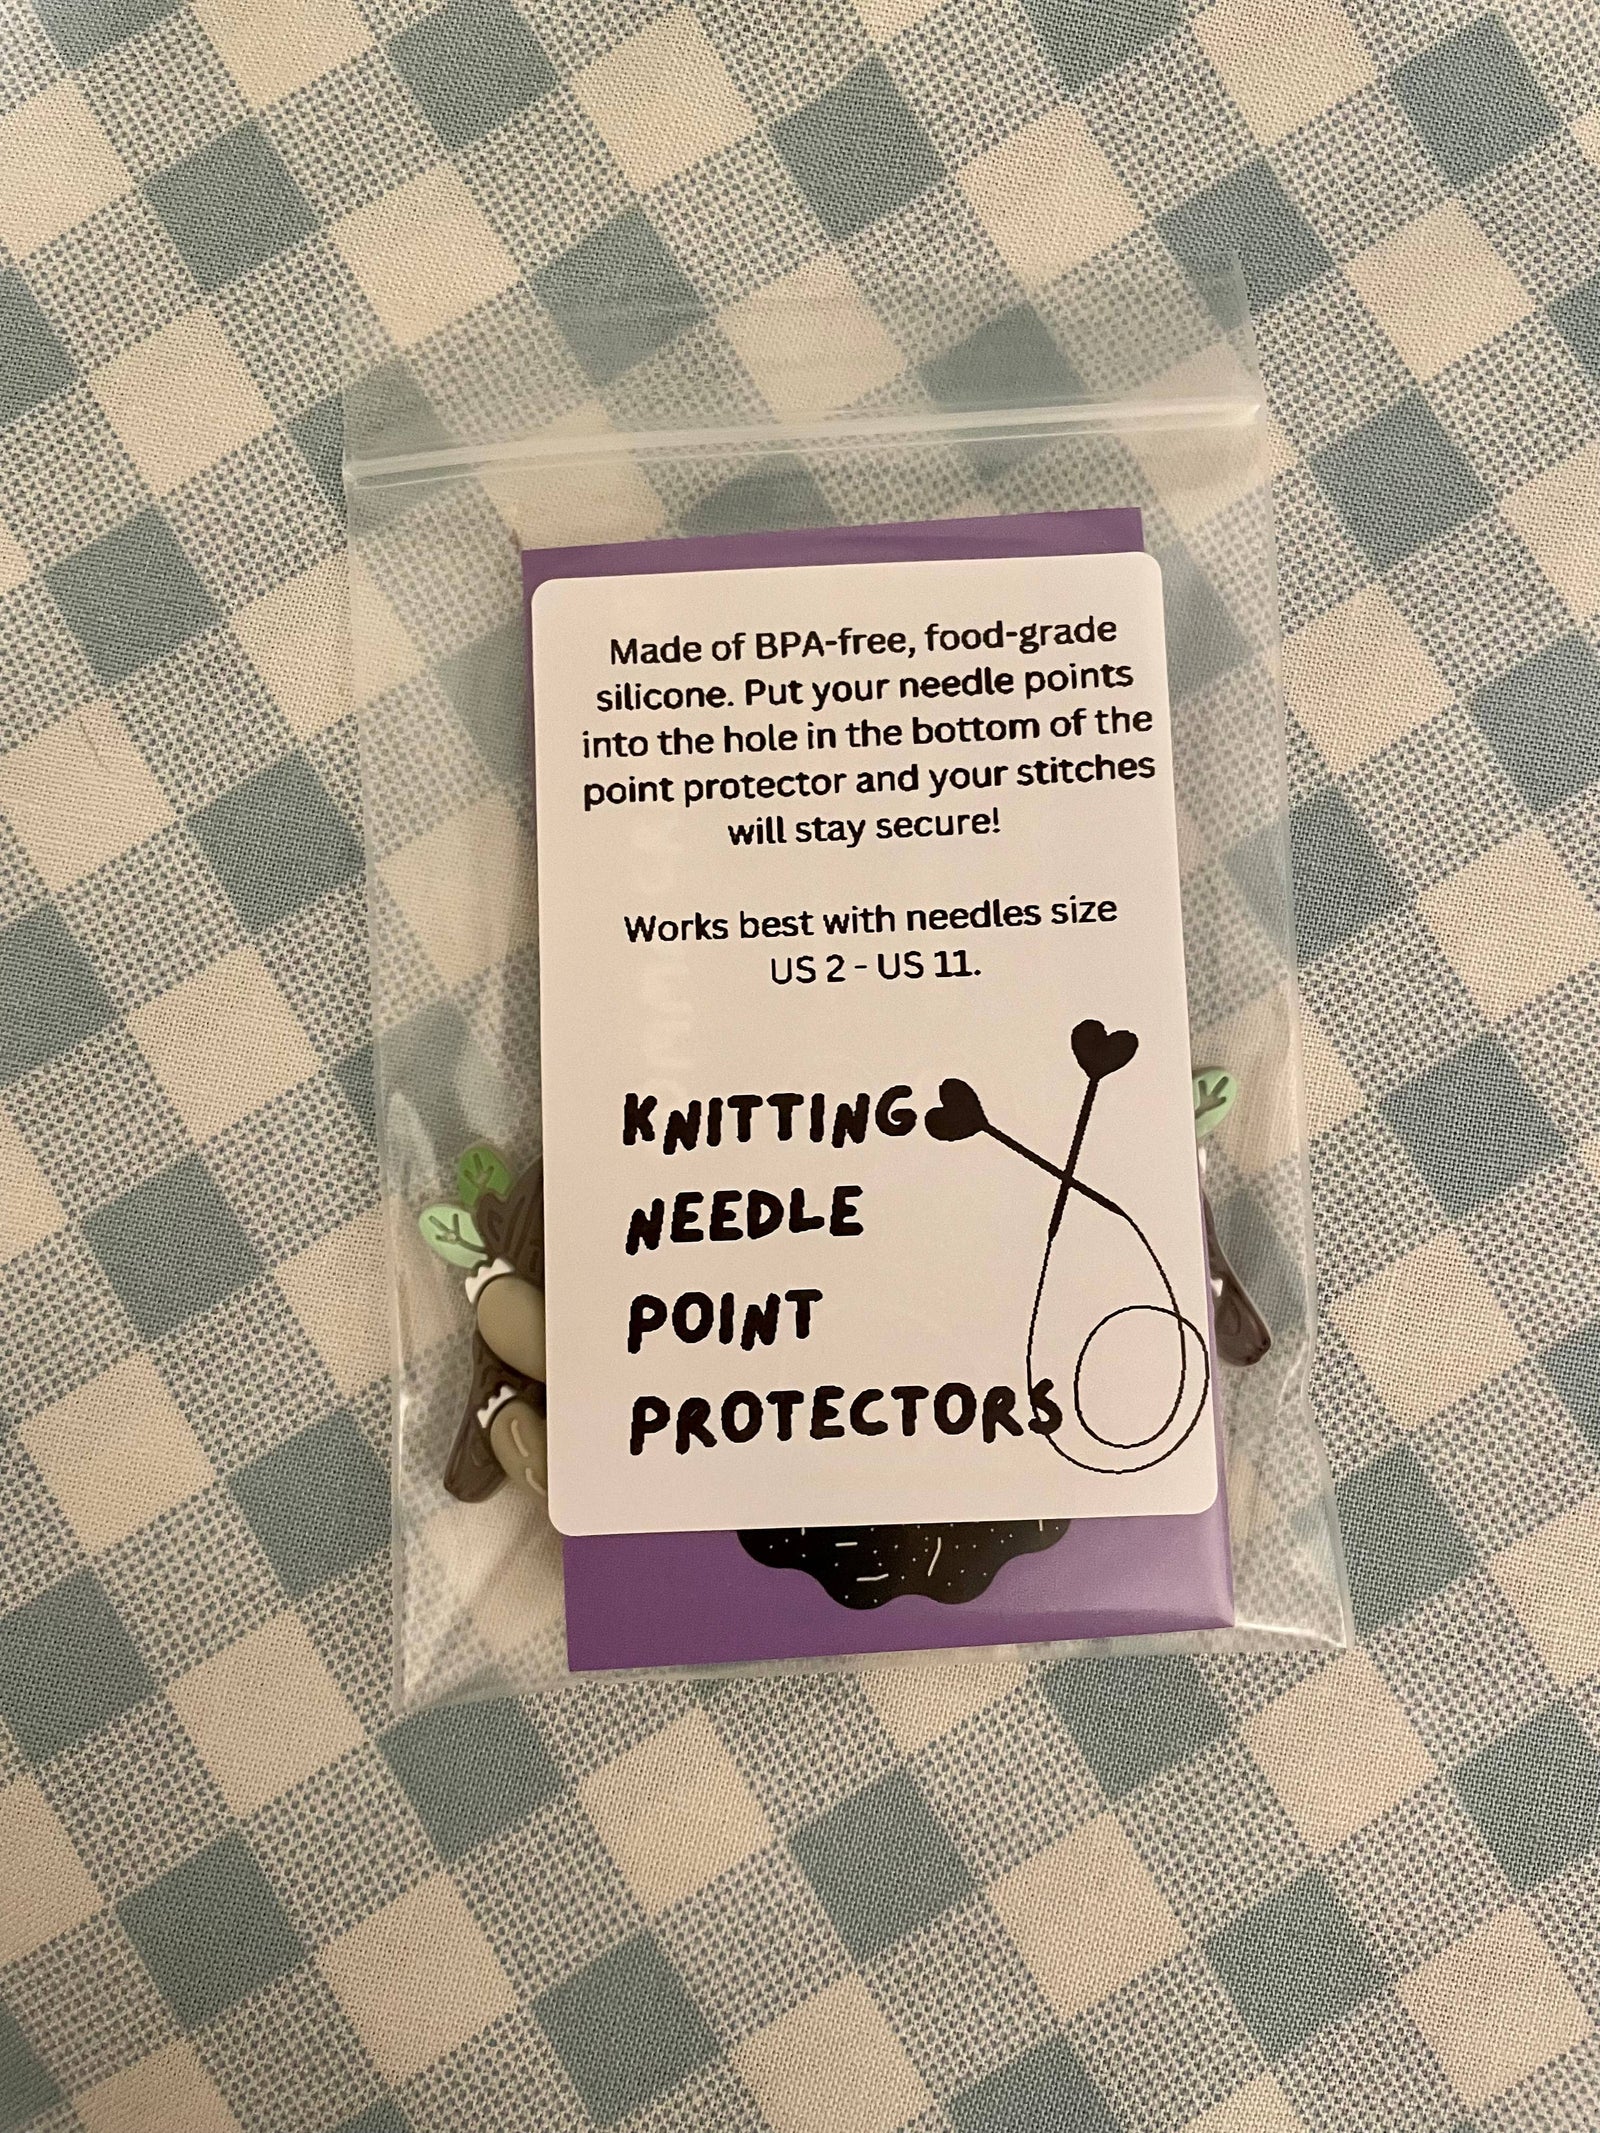 Made of BPA-free, food-grade
silicone. Put your needle points
into the hole in the bottom of the
point protector and your stitches
will stay secure!
Works best with needles size
US 2 - US 11.
KNITTING
NEEDLE
POINT
PROTECTORS